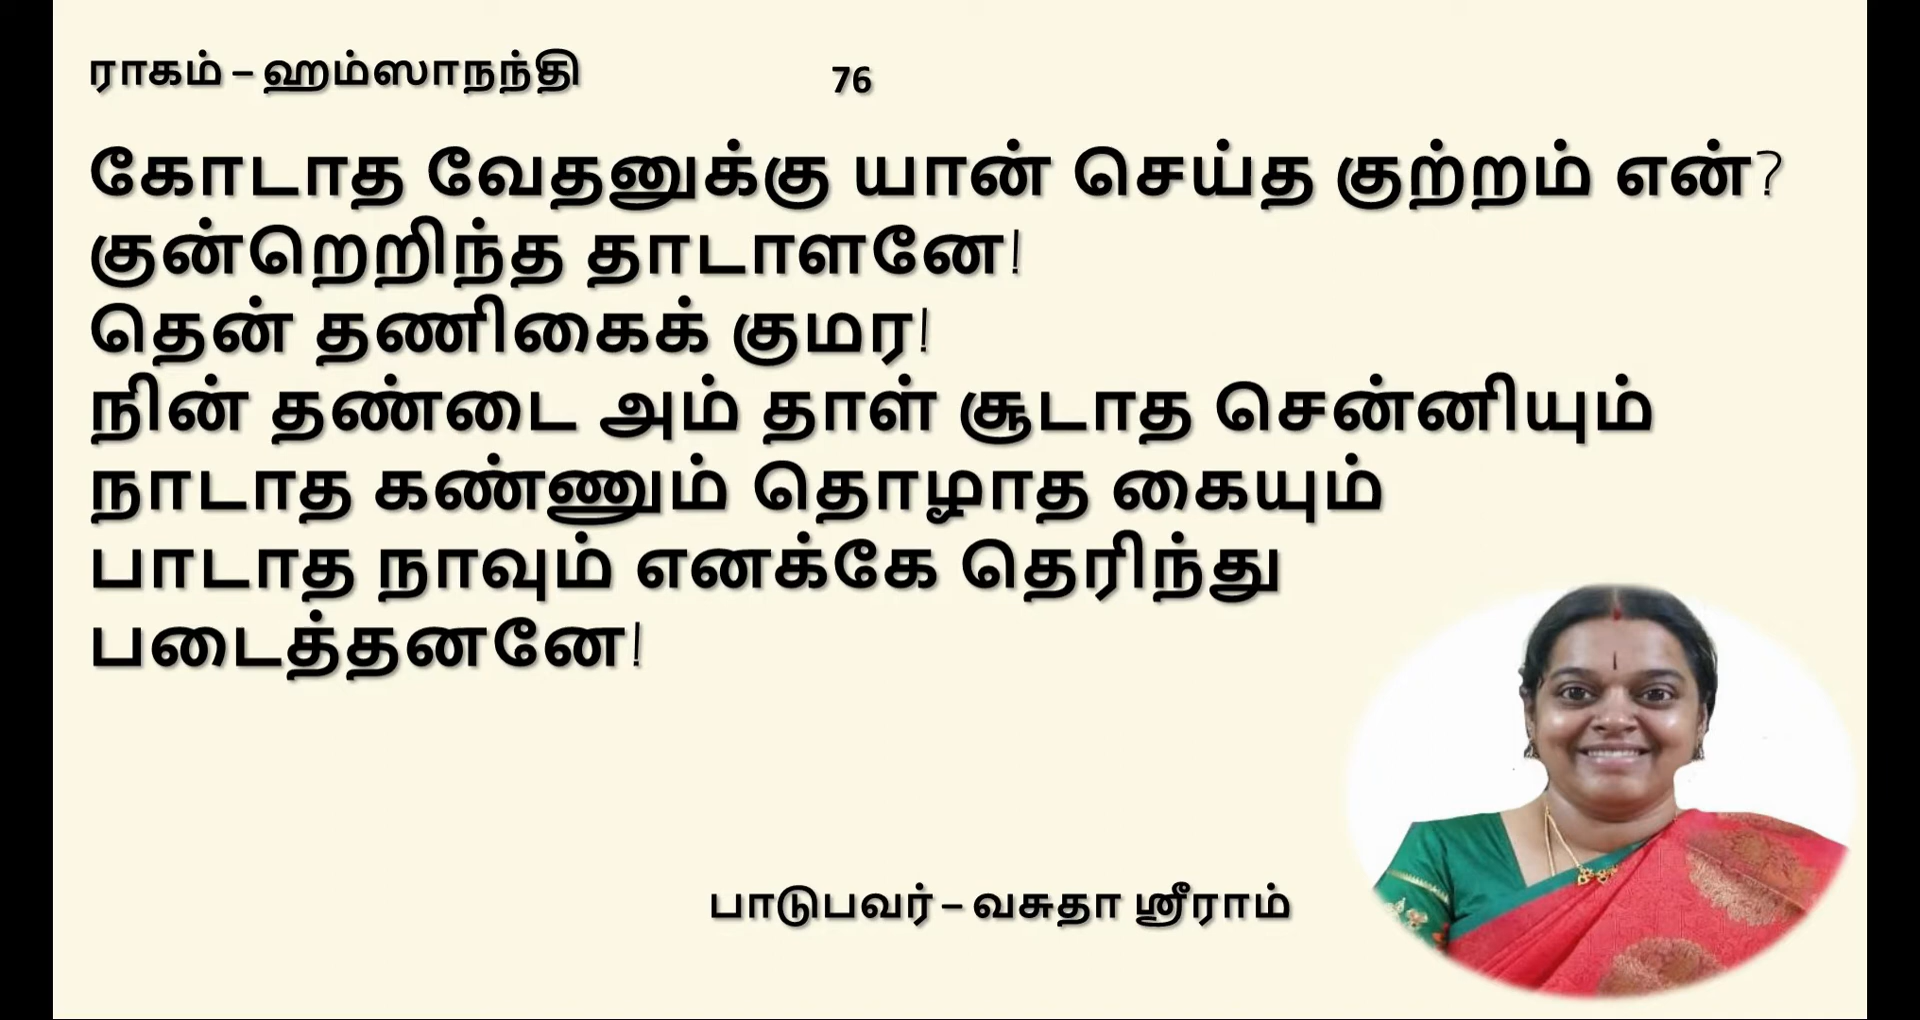 ராகம் – ஹம்ஸாநந்தி
76
கோடாத வேதனுக்கு யான் செய்த குற்றம் என்?
குன்றெறிந்த தாடாளனே!
தென் தணிகைக் குமர!
நின் தண்டை அம் தாள் சூடாத சென்னியும்
நாடாத கண்ணும் தொழாத கையும்
பாடாத நாவும் எனக்கே தெரிந்து
படைத்தனனே!
பாடுபவர் – வசுதா ஸ்ரீராம்